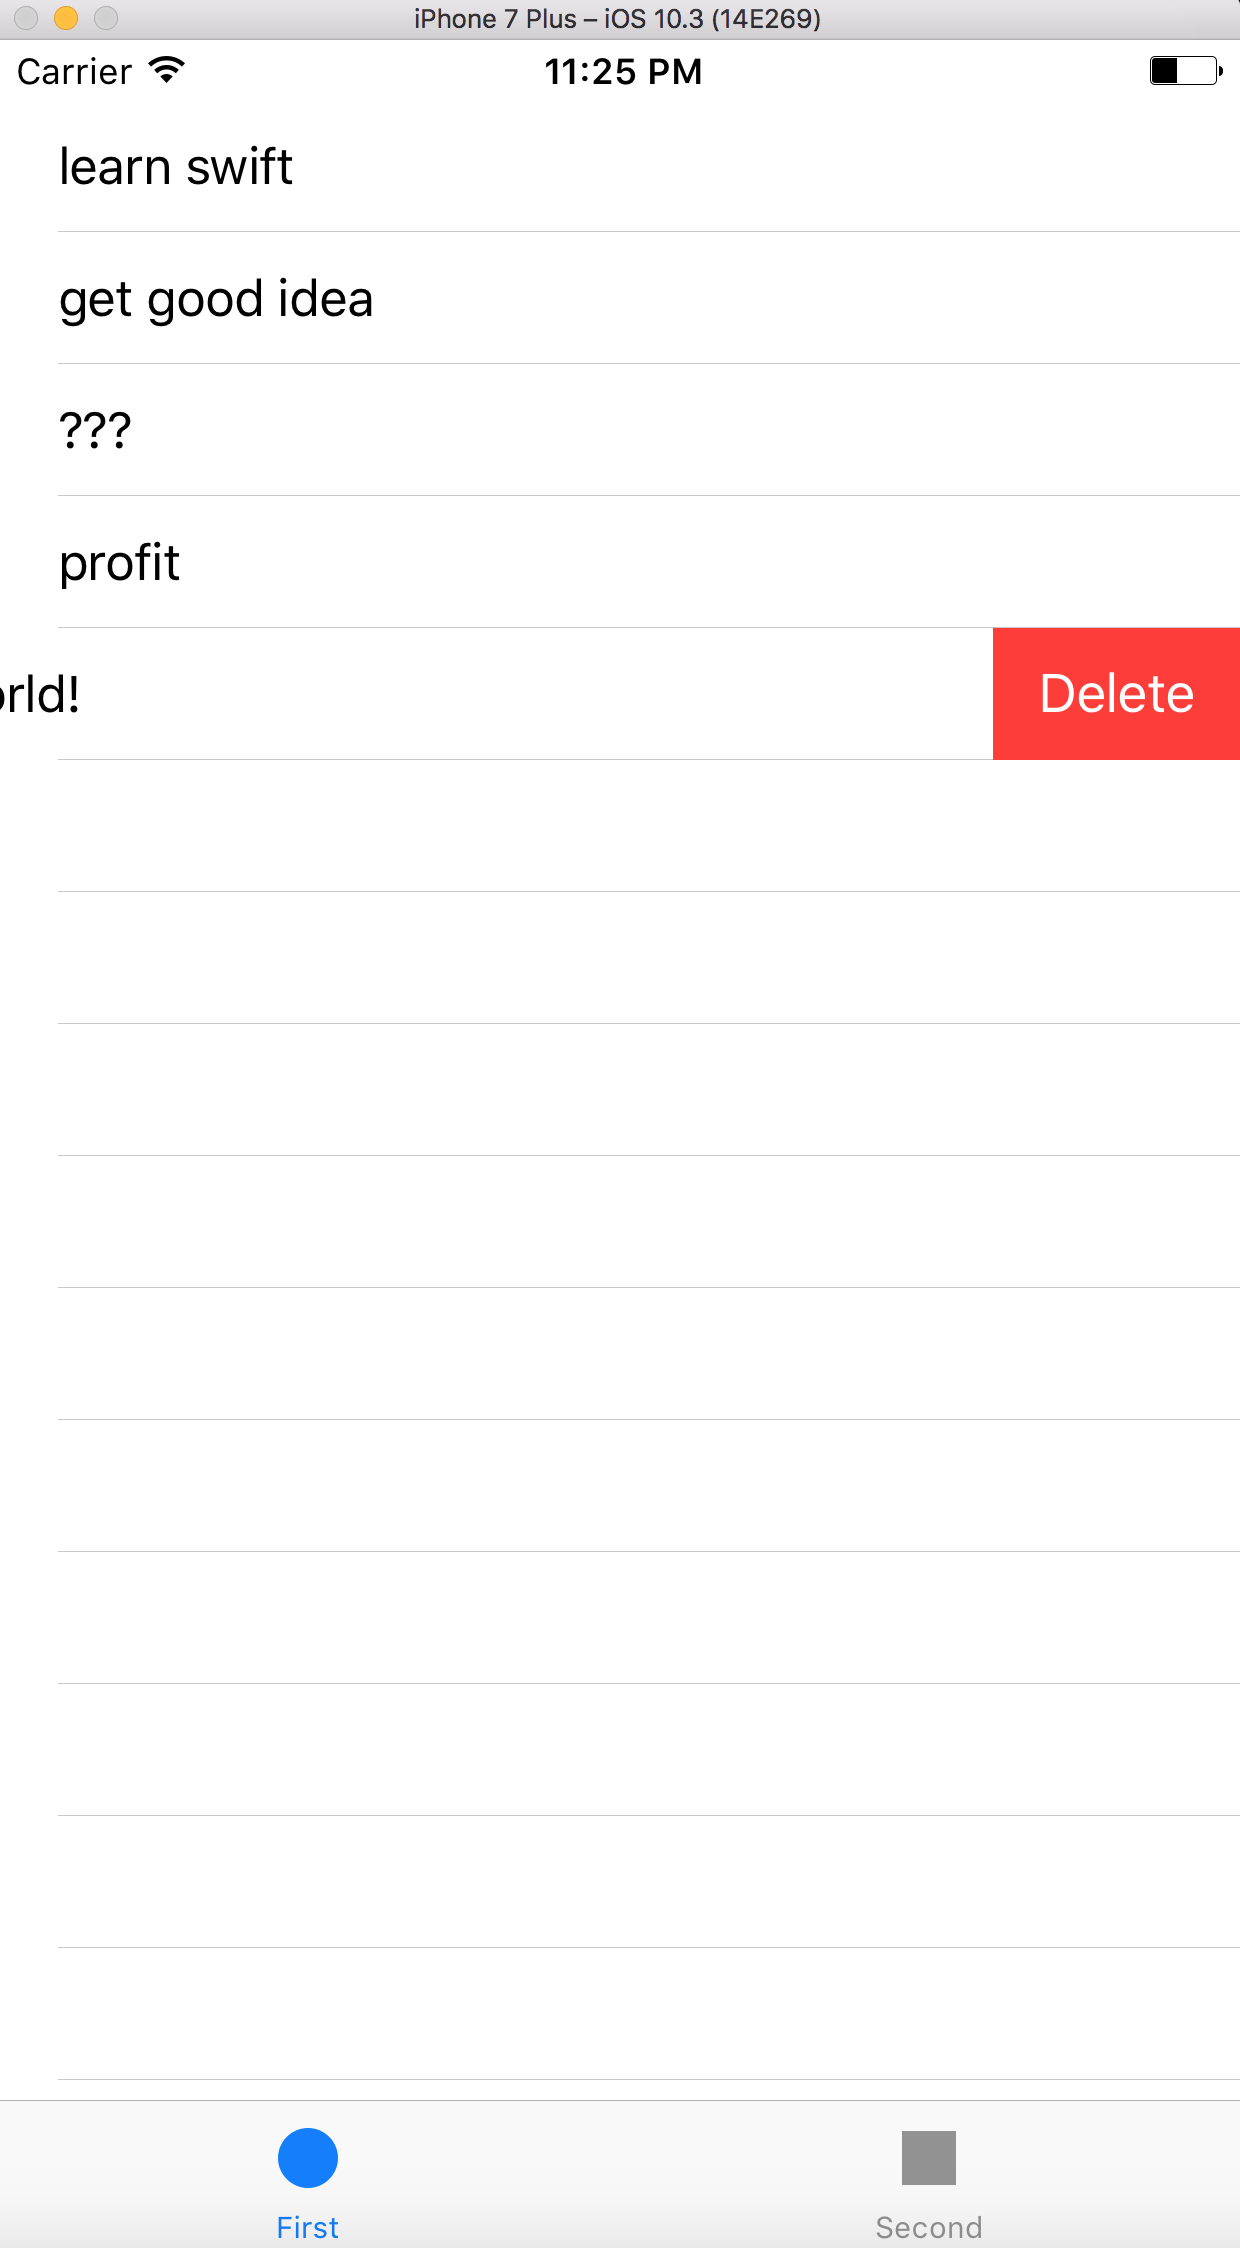 iPhone 7 Plus – iOS 10.3 (14E269)
Carrier 11:25 PM
learn swift
get good idea
???
profit
orld! Delete
First Second